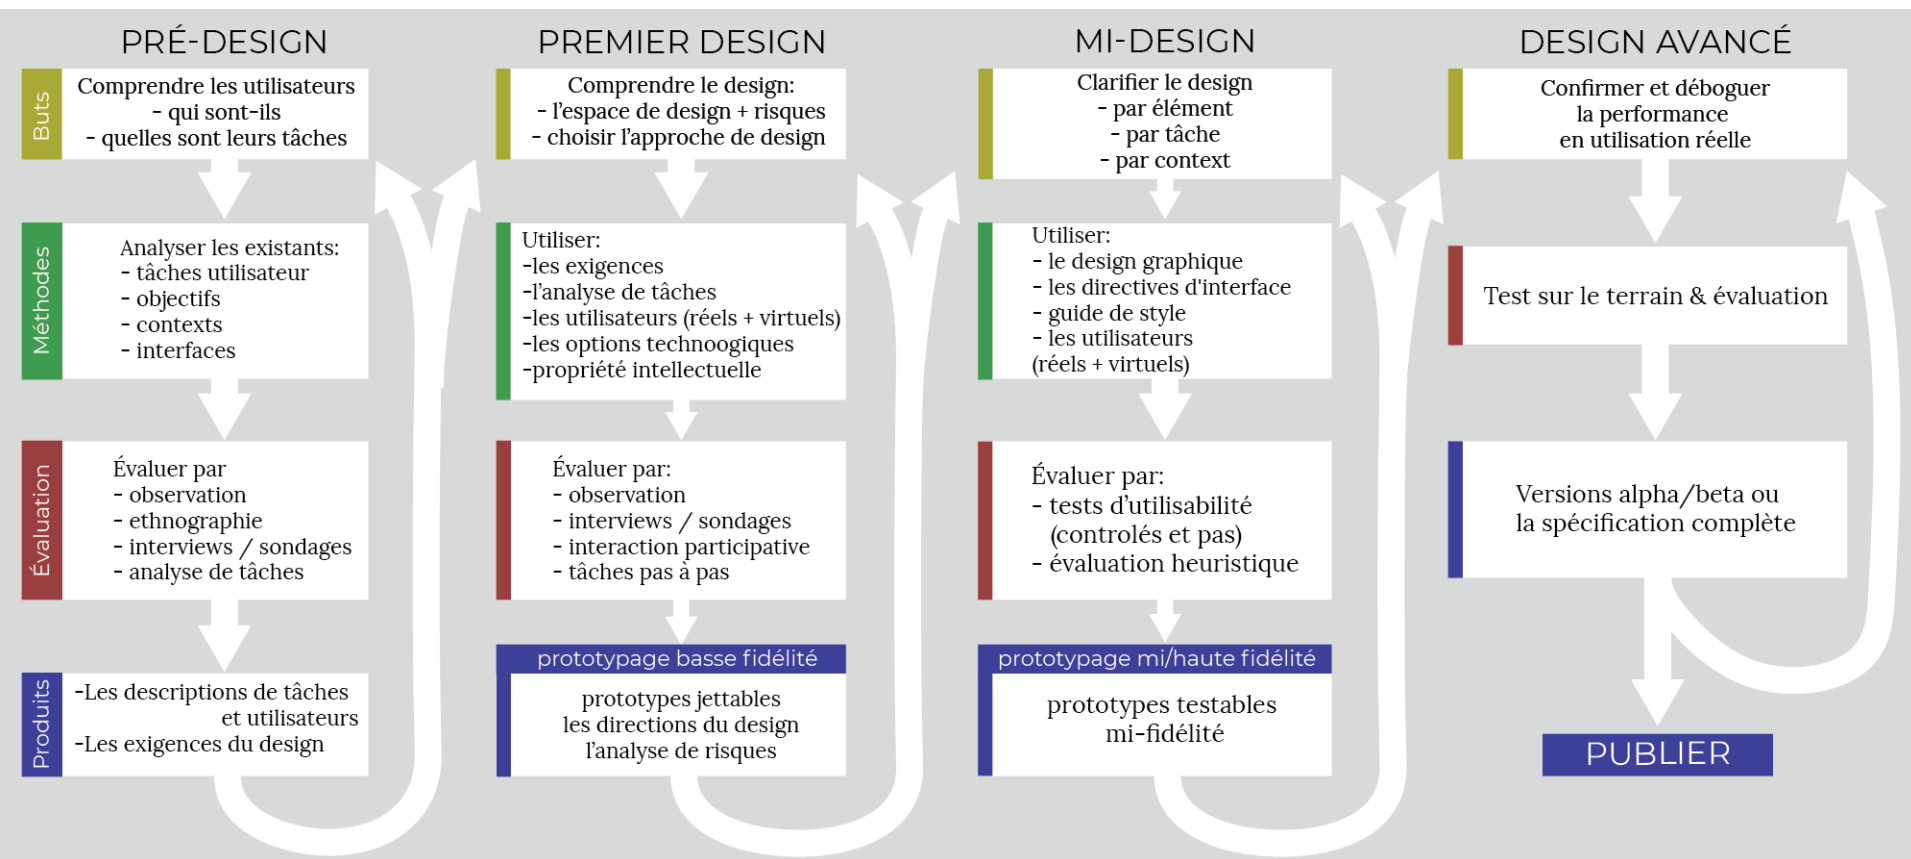 PRÉ-DESIGN
Buts
Comprendre les utilisateurs
- qui sont-ils
- quelles sont leurs tâches
Méthodes
Analyser les existants:
- tâches utilisateur
- objectifs
- contexts
- interfaces
Évaluation
Évaluer par
- observation
- ethnographie
- interviews / sondages
- analyse de tâches
Produits
-Les descriptions de tâches
et utilisateurs
-Les exigences du design
PREMIER DESIGN
Comprendre le design:
- l'espace de design + risques
- choisir l'approche de design
Utiliser:
-les exigences
-l'analyse de tâches
-les utilisateurs (réels + virtuels)
-les options technoogiques
-propriété intellectuelle
Évaluer par:
- observation
- interviews / sondages
- interaction participative
- tâches pas à pas
prototypage basse fidélité
prototypes jettables
les directions du design
l'analyse de risques
MI-DESIGN
Clarifier le design
- par élément
- par tâche
- par context
Utiliser:
- le design graphique
- les directives d'interface
- guide de style
- les utilisateurs
(réels + virtuels)
Évaluer par:
- tests d'utilisabilité
(controlés et pas)
- évaluation heuristique
prototypage mi/haute fidélité
prototypes testables
mi-fidélité
DESIGN AVANCÉ
Confirmer et déboguer
la performance
en utilisation réelle
Test sur le terrain & évaluation
Versions alpha/beta ou
la spécification complète
PUBLIER